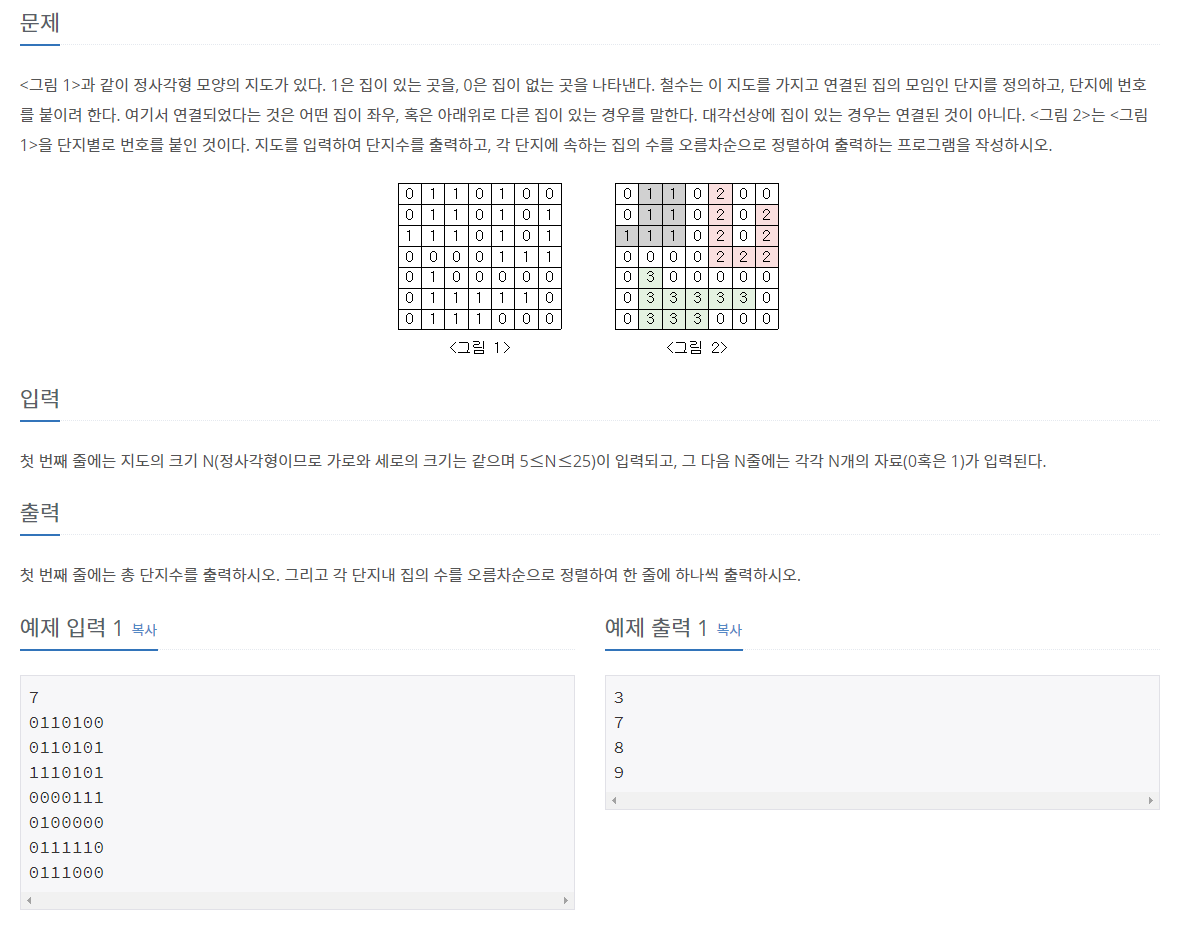 문제
<그림 1>과 같이 정사각형 모양의 지도가 있다. 1은 집이 있는 곳을, 0은 집이 없는 곳을 나타낸다. 철수는 이 지도를 가지고 연결된 집의 모임인 단지를 정의하고, 단지에 번호
를 붙이려 한다. 여기서 연결되었다는 것은 어떤 집이 좌우, 혹은 아래위로 다른 집이 있는 경우를 말한다. 대각선상에 집이 있는 경우는 연결된 것이 아니다. <그림 2>는 <그림
1>을 단지별로 번호를 붙인 것이다. 지도를 입력하여 단지수를 출력하고, 각 단지에 속하는 집의 수를 오름차순으로 정렬하여 출력하는 프로그램을 작성하시오.
0 1 1 0 1 0 0
0 1 1 0 1 0 1
1 1 1 0 1 0 1
0 0 0 0 1 1 1
0 1 0 0 0 0 0
0 1 1 1 1 1 0
0 1 1 1 0 0 0
<그림 1>
0 1 1 0 2 0 0
0 1 1 0 2 0 2
1 1 1 0 2 0 2
0 0 0 0 2 2 2
0 3 0 0 0 0 0
0 3 3 3 3 3 0
0 3 3 3 0 0 0
<그림 2>
입력
첫 번째 줄에는 지도의 크기 N(정사각형이므로 가로와 세로의 크기는 같으며 5≤N≤25)이 입력되고, 그 다음 N줄에는 각각 N개의 자료(0혹은 1)가 입력된다.
출력
첫 번째 줄에는 총 단지수를 출력하시오. 그리고 각 단지내 집의 수를 오름차순으로 정렬하여 한 줄에 하나씩 출력하시오.
예제 입력 1 복사
7
0110100
0110101
1110101
0000111
0100000
0111110
0111000
예제 출력 1 복사
3
7
8
9